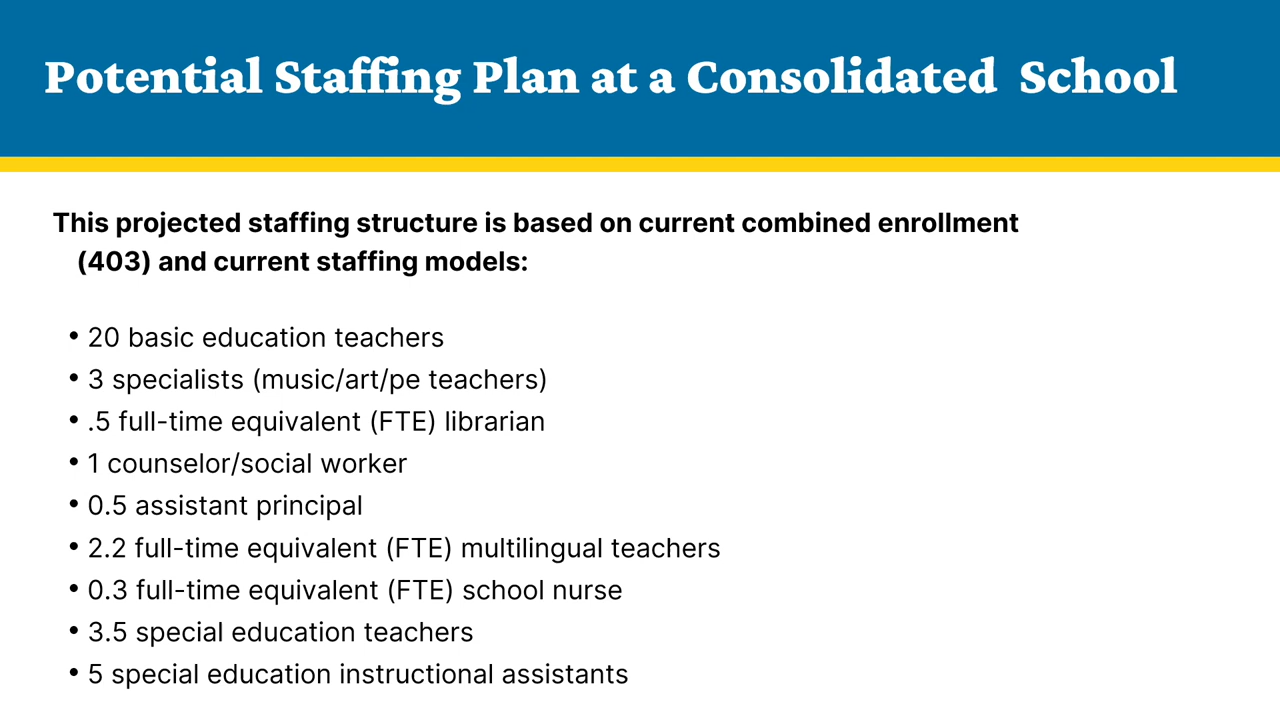 Potential Staffing Plan at a Consolidated  School
This projected staffing structure is based on current combined enrollment
(403) and current staffing models:
• 20 basic education teachers
• 3 specialists (music/art/pe teachers)
• .5 full-time equivalent (FTE) librarian
• 1 counselor/social worker
• 0.5 assistant principal
• 2.2 full-time equivalent (FTE) multilingual teachers
• 0.3 full-time equivalent (FTE) school nurse
• 3.5 special education teachers
• 5 special education instructional assistants